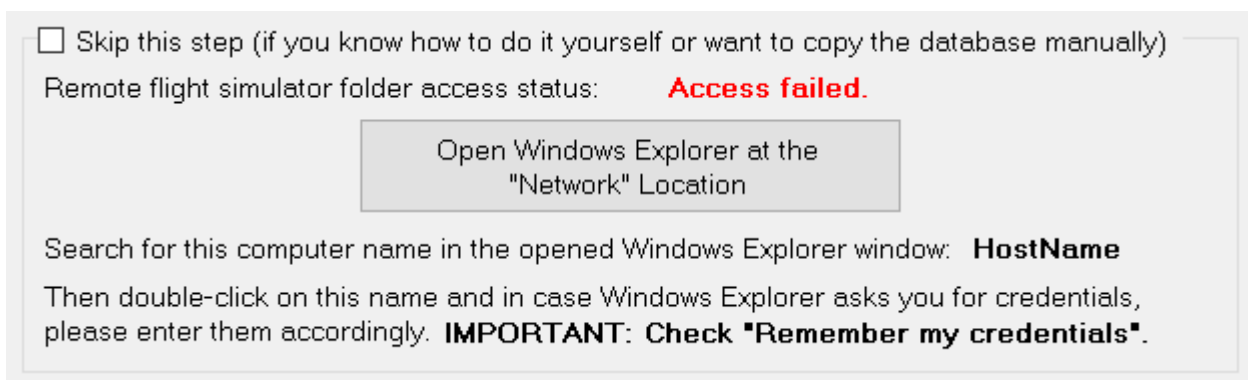 Skip this step (if you know how to do it yourself or want to copy the database manually)
Remote flight simulator folder access status: Access failed.
Open Windows Explorer at the
"Network" Location
Search for this computer name in the opened Windows Explorer window: HostName
Then double-click on this name and in case Windows Explorer asks you for credentials,
please enter them accordingly. IMPORTANT: Check "Remember my credentials".